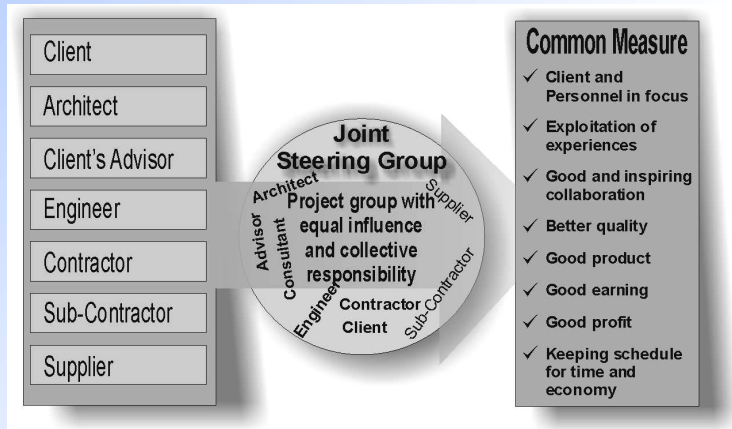 Client
Architect
Client's Advisor
Engineer
Contractor
Sub-Contractor
Supplier
Joint
Steering Group
Architect
Supplier
Advisor
Consultant
Project group with
equal influence
and collective
responsibility
Engineer
Contractor
Client
Sub-Contractor
Common Measure
✓ Client and
Personnel in focus
✓ Exploitation of
experiences
✓ Good and inspiring
collaboration
✓ Better quality
✓ Good product
✓ Good earning
✓ Good profit
✓ Keeping schedule
for time and
economy